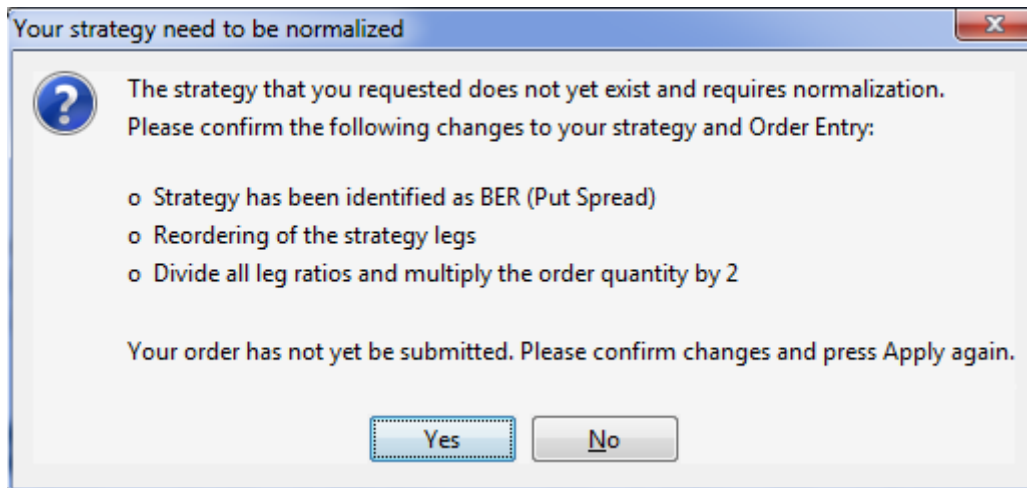 Your strategy need to be normalized
The strategy that you requested does not yet exist and requires normalization.
Please confirm the following changes to your strategy and Order Entry:
o Strategy has been identified as BER (Put Spread)
o Reordering of the strategy legs
o Divide all leg ratios and multiply the order quantity by 2
Your order has not yet be submitted. Please confirm changes and press Apply again.
Yes
No